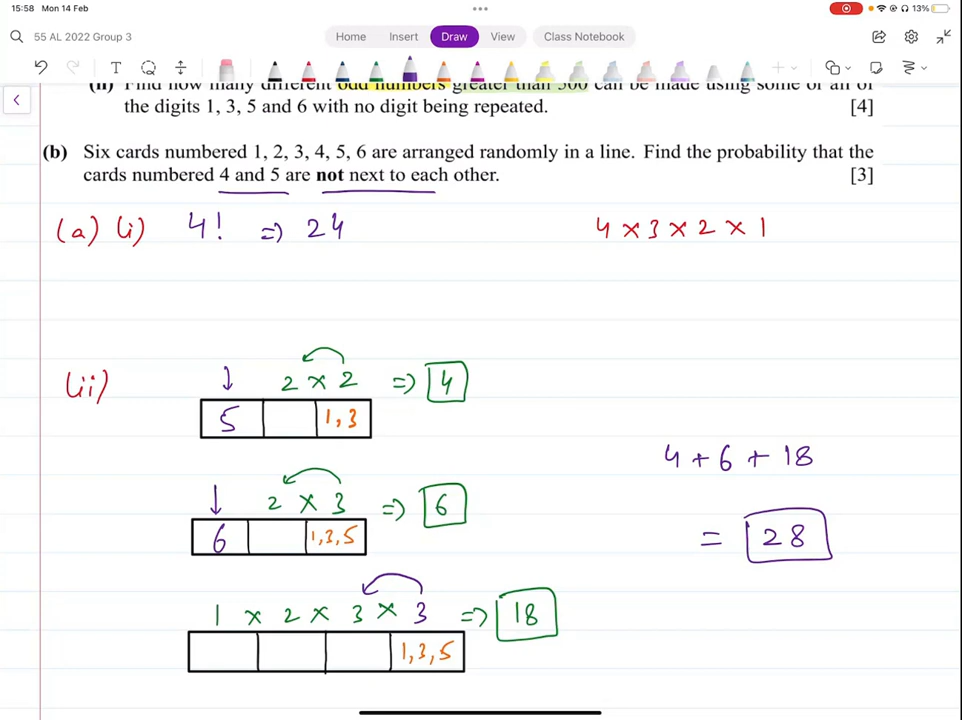 15:58 Mon 14 Feb
13%
55 AL 2022 Group 3
Home Insert Draw View Class Notebook
T
(ii) Find how many different odd numbers greater than 500 can be made using some or all of
the digits 1, 3, 5 and 6 with no digit being repeated. [4]
(b) Six cards numbered 1, 2, 3, 4, 5, 6 are arranged randomly in a line. Find the probability that the
cards numbered 4 and 5 are not next to each other. [3]
(a) (i) 4! => 24 4 × 3 × 2 × 1
(ii) 2 × 2 => 4
5 1,3
4 + 6 + 18
2 × 3 => 6
6 1,3,5
= 28
1 × 2 × 3 × 3 => 18
1,3,5